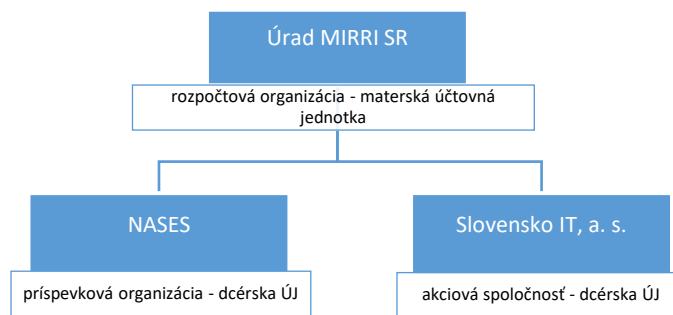 Úrad MIRRI SR
rozpočtová organizácia - materská účtovná
jednotka
NASES
príspevková organizácia - dcérska ÚJ
Slovensko IT, a. s.
akciová spoločnosť - dcérska ÚJ